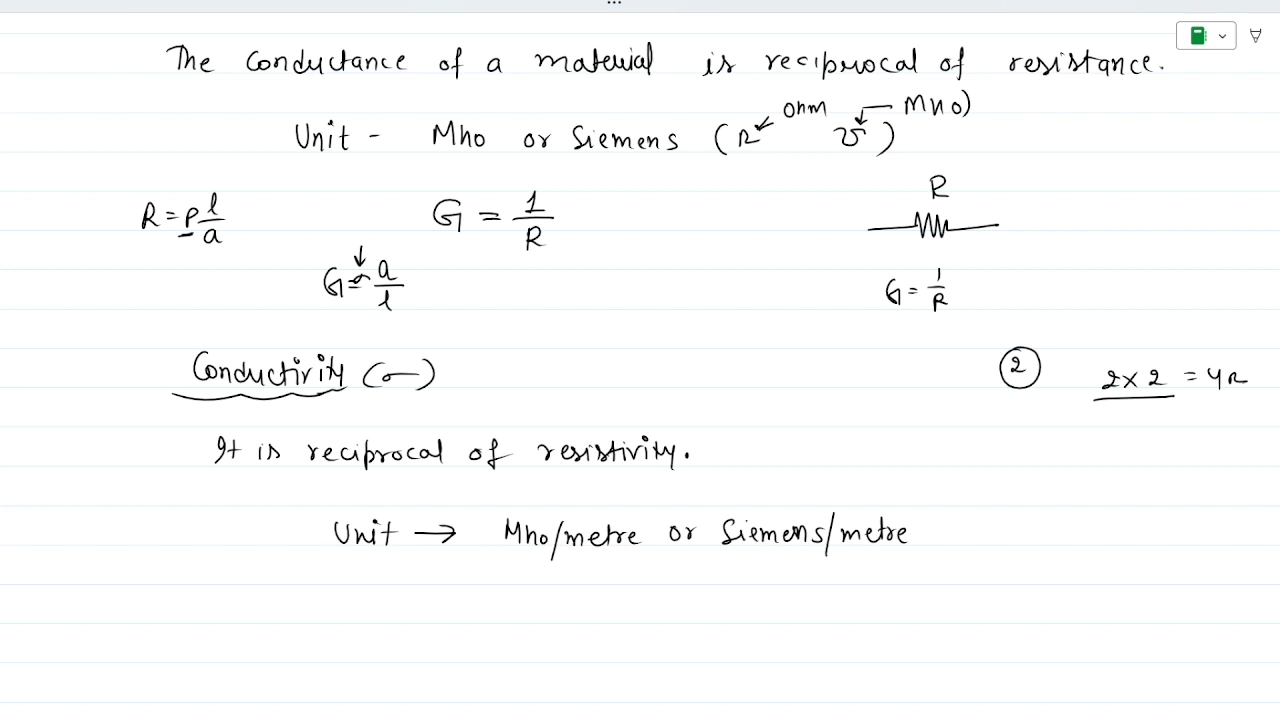 The conductance of a material is reciprocal of resistance.
Unit - Mho or Siemens (Ω Ohm ℧ Mho)
R = ρ l/a
G = 1/R
R
G = σ a/l
G = 1/R
Conductivity (σ)
2
2 x 2 = 4Ω
It is reciprocal of resistivity.
Unit → Mho/metre or Siemens/metre